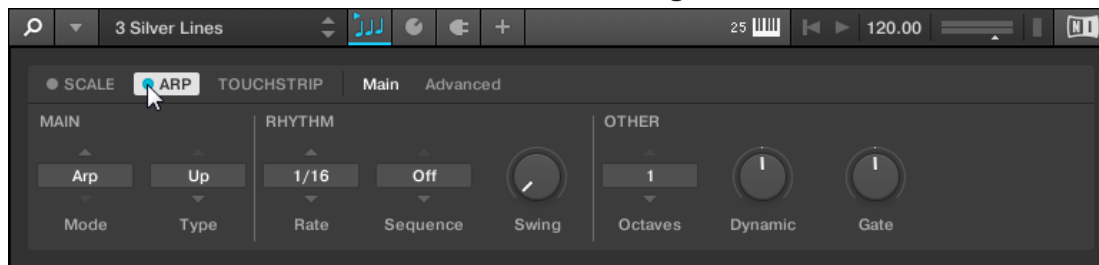 3 Silver Lines 25 120.00 NI
SCALE ARP TOUCHSTRIP Main Advanced
MAIN RHYTHM OTHER
Arp Up 1/16 Off 1
Mode Type Rate Sequence Swing Octaves Dynamic Gate